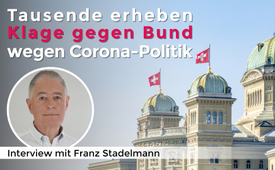 Tausende erheben
Klage gegen Bund
wegen Corona-Politik
Interview mit Franz Stadelmann